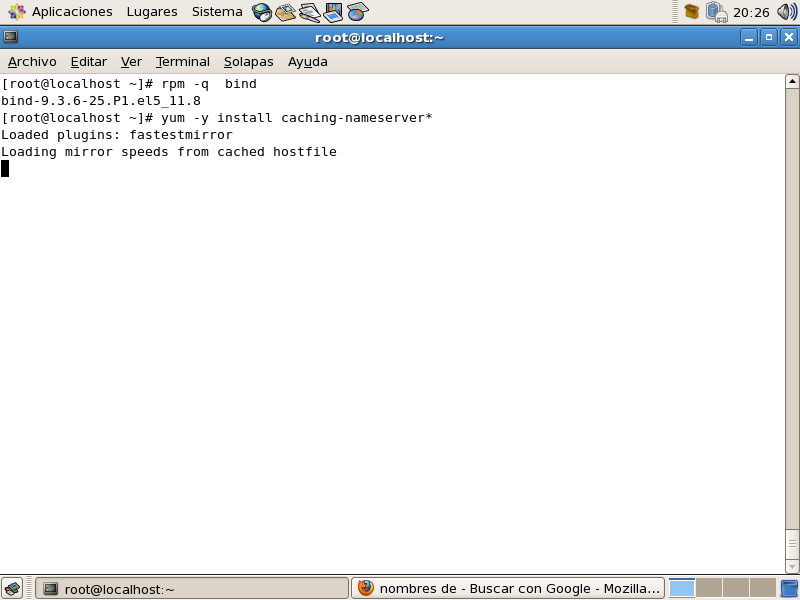 Aplicaciones Lugares Sistema 20:26
root@localhost:~
Archivo Editar Ver Terminal Solapas Ayuda
[root@localhost ~]# rpm -q  bind
bind-9.3.6-25.P1.el5_11.8
[root@localhost ~]# yum -y install caching-nameserver*
Loaded plugins: fastestmirror
Loading mirror speeds from cached hostfile
root@localhost:~ nombres de - Buscar con Google - Mozilla...